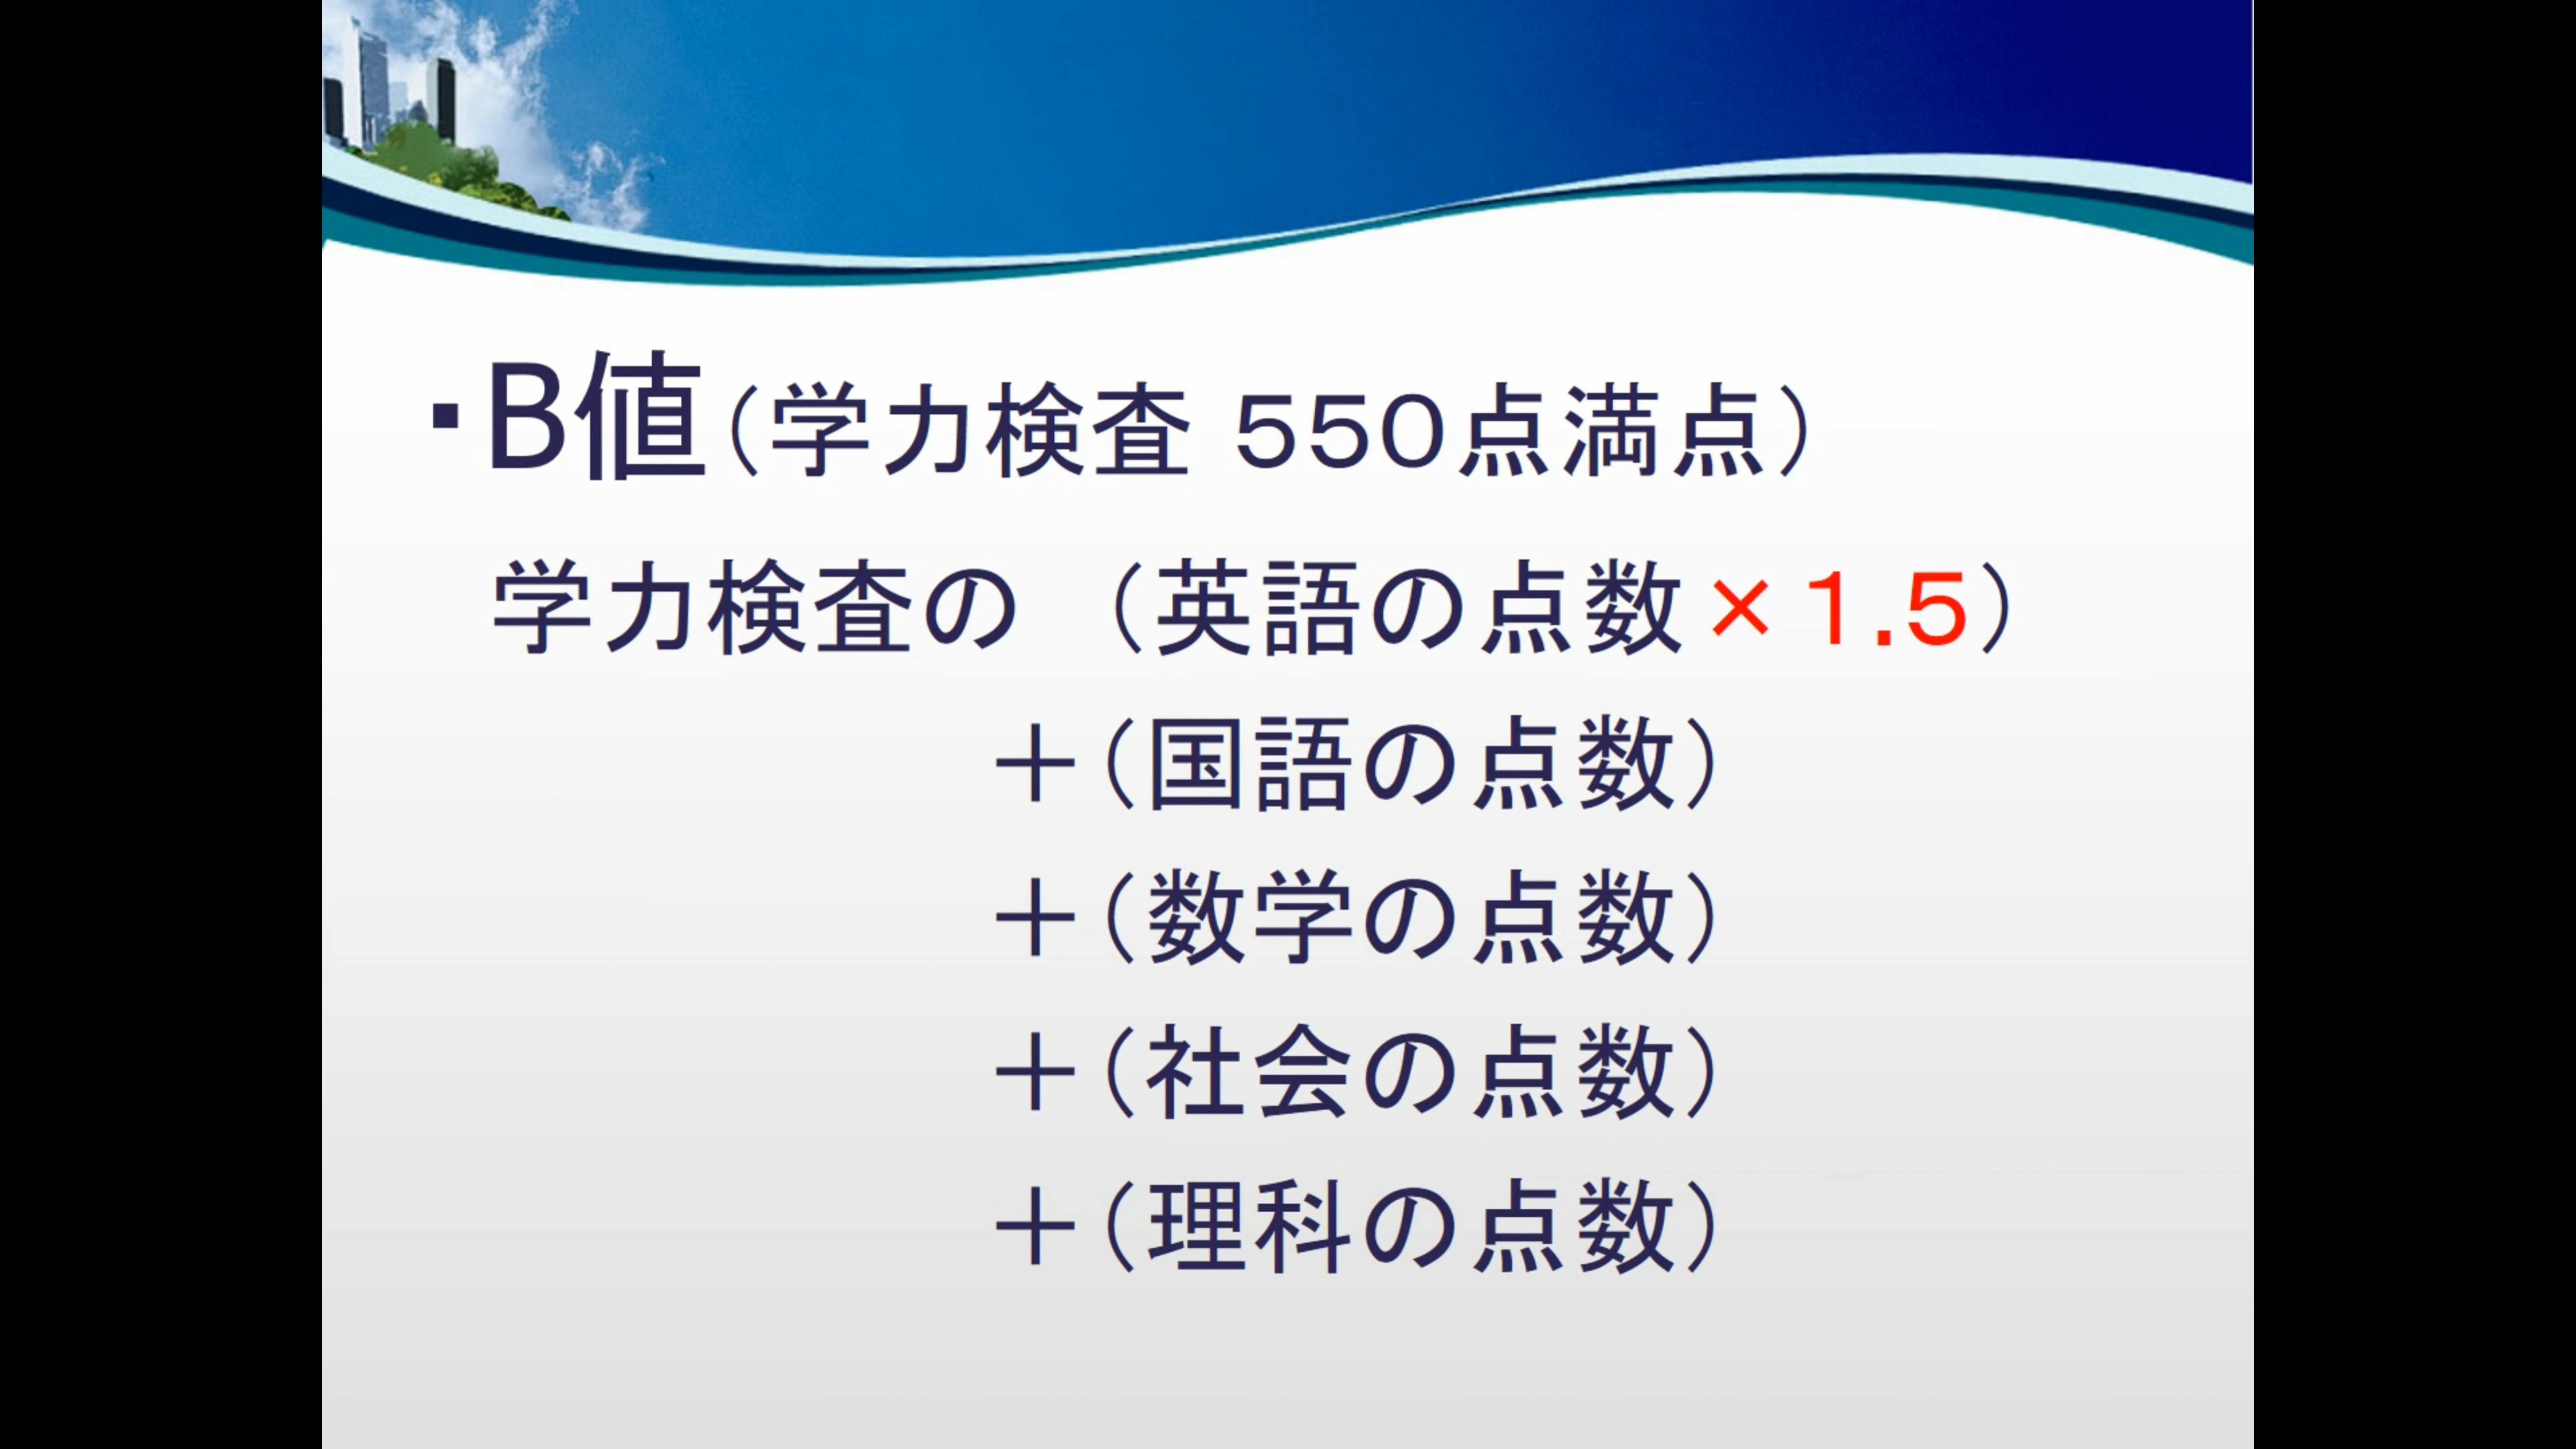 ・B値（学力検査 550点満点）
学力検査の （英語の点数×1.5）
＋（国語の点数）
＋（数学の点数）
＋（社会の点数）
＋（理科の点数）